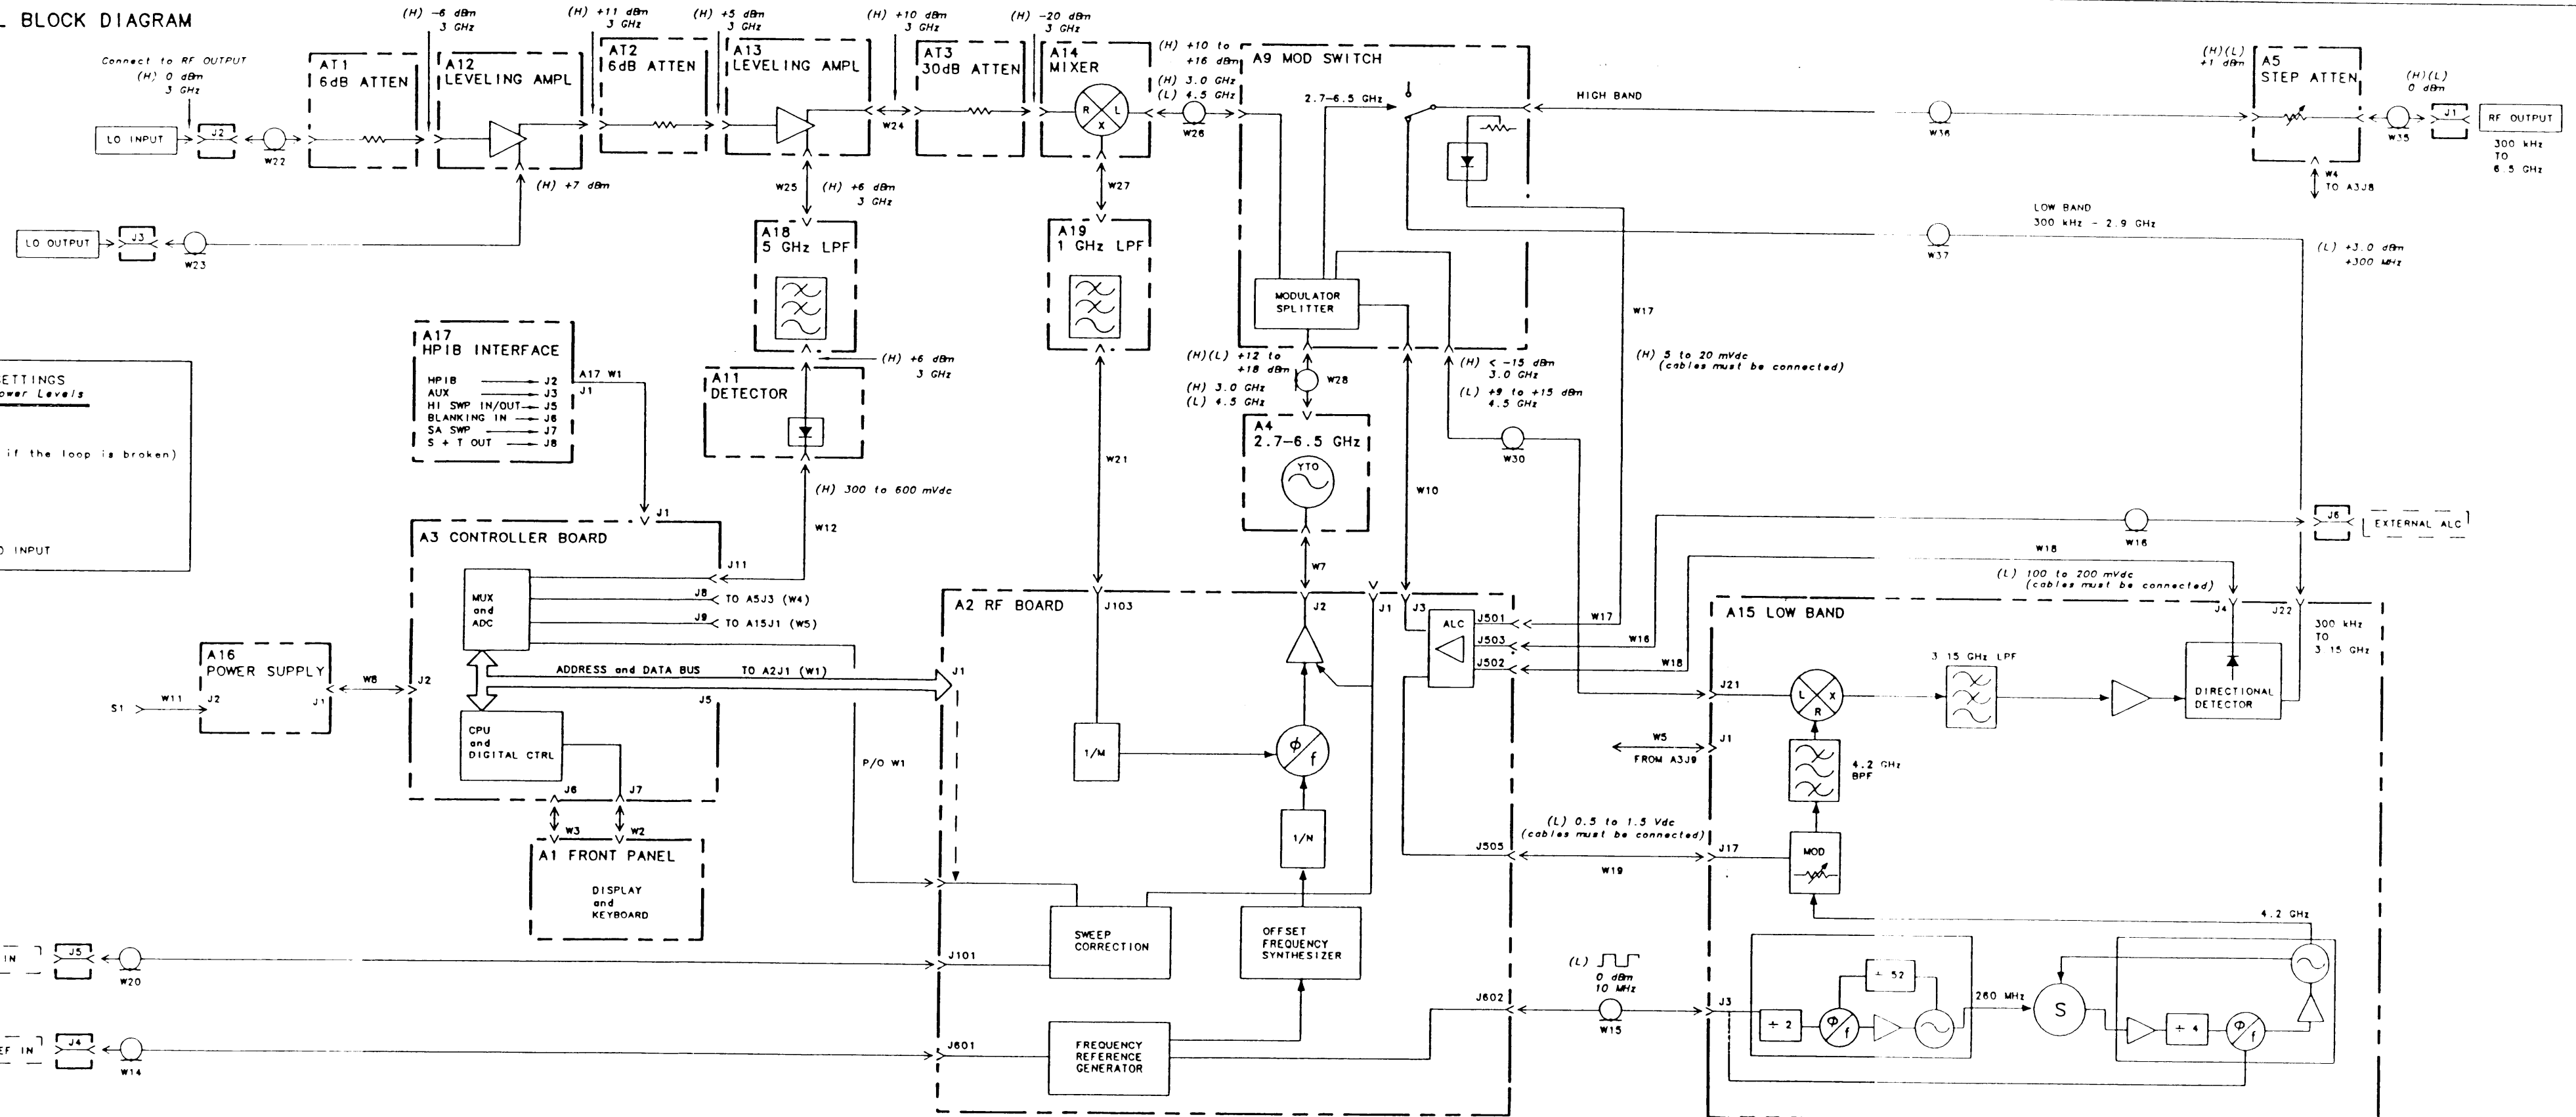 L BLOCK DIAGRAM
Connect to RF OUTPUT
(H) 0 dBm
3 GHz
LO INPUT
J2
W22
AT1
6dB ATTEN
(H) -6 dBm
3 GHz
A12
LEVELING AMPL
(H) +7 dBm
(H) +11 dBm
3 GHz
AT2
6dB ATTEN
(H) +5 dBm
3 GHz
A13
LEVELING AMPL
(H) +10 dBm
3 GHz
W24
AT3
30dB ATTEN
(H) -20 dBm
3 GHz
A14
MIXER
R
L
X
(H) +10 to
+16 dBm
(H) 3.0 GHz
(L) 4.5 GHz
W26
A9 MOD SWITCH
2.7-6.5 GHz
HIGH BAND
W36
(H)(L)
+1 dBm
A5
STEP ATTEN
(H)(L)
0 dBm
W35
J1
RF OUTPUT
300 kHz
TO
6.5 GHz
W4
TO A3J8
LO OUTPUT
J3
W23
W25
(H) +6 dBm
3 GHz
W27
LOW BAND
300 kHz - 2.9 GHz
W37
(L) +3.0 dBm
+300 MHz
A18
5 GHz LPF
A19
1 GHz LPF
MODULATOR
SPLITTER
W17
(H) 5 to 20 mVdc
(cables must be connected)
(H) +6 dBm
3 GHz
A11
DETECTOR
(H) 300 to 600 mVdc
W12
W21
(H)(L) +12 to
+18 dBm
(H) 3.0 GHz
(L) 4.5 GHz
W28
(H) < -15 dBm
3.0 GHz
(L) +9 to +15 dBm
4.5 GHz
W30
A4
2.7-6.5 GHz
YTO
W10
W7
ETTINGS
ower Levels
if the loop is broken)
O INPUT
A17
HPIB INTERFACE
HPIB J2
AUX J3
HI SWP IN/OUT J5
BLANKING IN J6
SA SWP J7
S + T OUT J8
A17 W1
J1
J1
A3 CONTROLLER BOARD
MUX
and
ADC
J11
J8 TO A5J3 (W4)
J9 TO A15J1 (W5)
ADDRESS and DATA BUS TO A2J1 (W1)
J2
J5
CPU
and
DIGITAL CTRL
J6
J7
W3
W2
P/O W1
A1 FRONT PANEL
DISPLAY
and
KEYBOARD
A16
POWER SUPPLY
S1
W11
J2
J1
W8
IN
J5
W20
EF IN
J4
W14
A2 RF BOARD
J103
J2
J1
J3
J1
ALC
J501
J503
J502
W17
W16
W18
1/M
Φ/f
1/N
SWEEP
CORRECTION
OFFSET
FREQUENCY
SYNTHESIZER
FREQUENCY
REFERENCE
GENERATOR
J101
J601
J505
J602
W16
J6
EXTERNAL ALC
W18
(L) 100 to 200 mVdc
(cables must be connected)
A15 LOW BAND
J4
J22
300 kHz
TO
3 15 GHz
J21
L
X
R
3 15 GHz LPF
DIRECTIONAL
DETECTOR
W5
FROM A3J9
J1
4.2 GHz
BPF
(L) 0.5 to 1.5 Vdc
(cables must be connected)
W19
J17
MOD
4.2 GHz
(L)
0 dBm
10 MHz
W15
J3
÷ 2
Φ/f
÷ 52
260 MHz
S
÷ 4
Φ/f